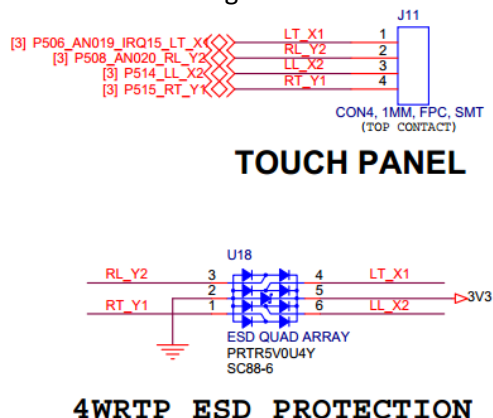 J11
[3] P506_AN019_IRQ15_LT_X1 LT_X1 1
[3] P508_AN020_RL_Y2 RL_Y2 2
[3] P514_LL_X2 LL_X2 3
[3] P515_RT_Y1 RT_Y1 4
CON4, 1MM, FPC, SMT
(TOP CONTACT)
TOUCH PANEL
U18
RL_Y2 3 4 LT_X1
2 5 3V3
RT_Y1 1 6 LL_X2
ESD QUAD ARRAY
PRTR5V0U4Y
SC88-6
4WRTP ESD PROTECTION